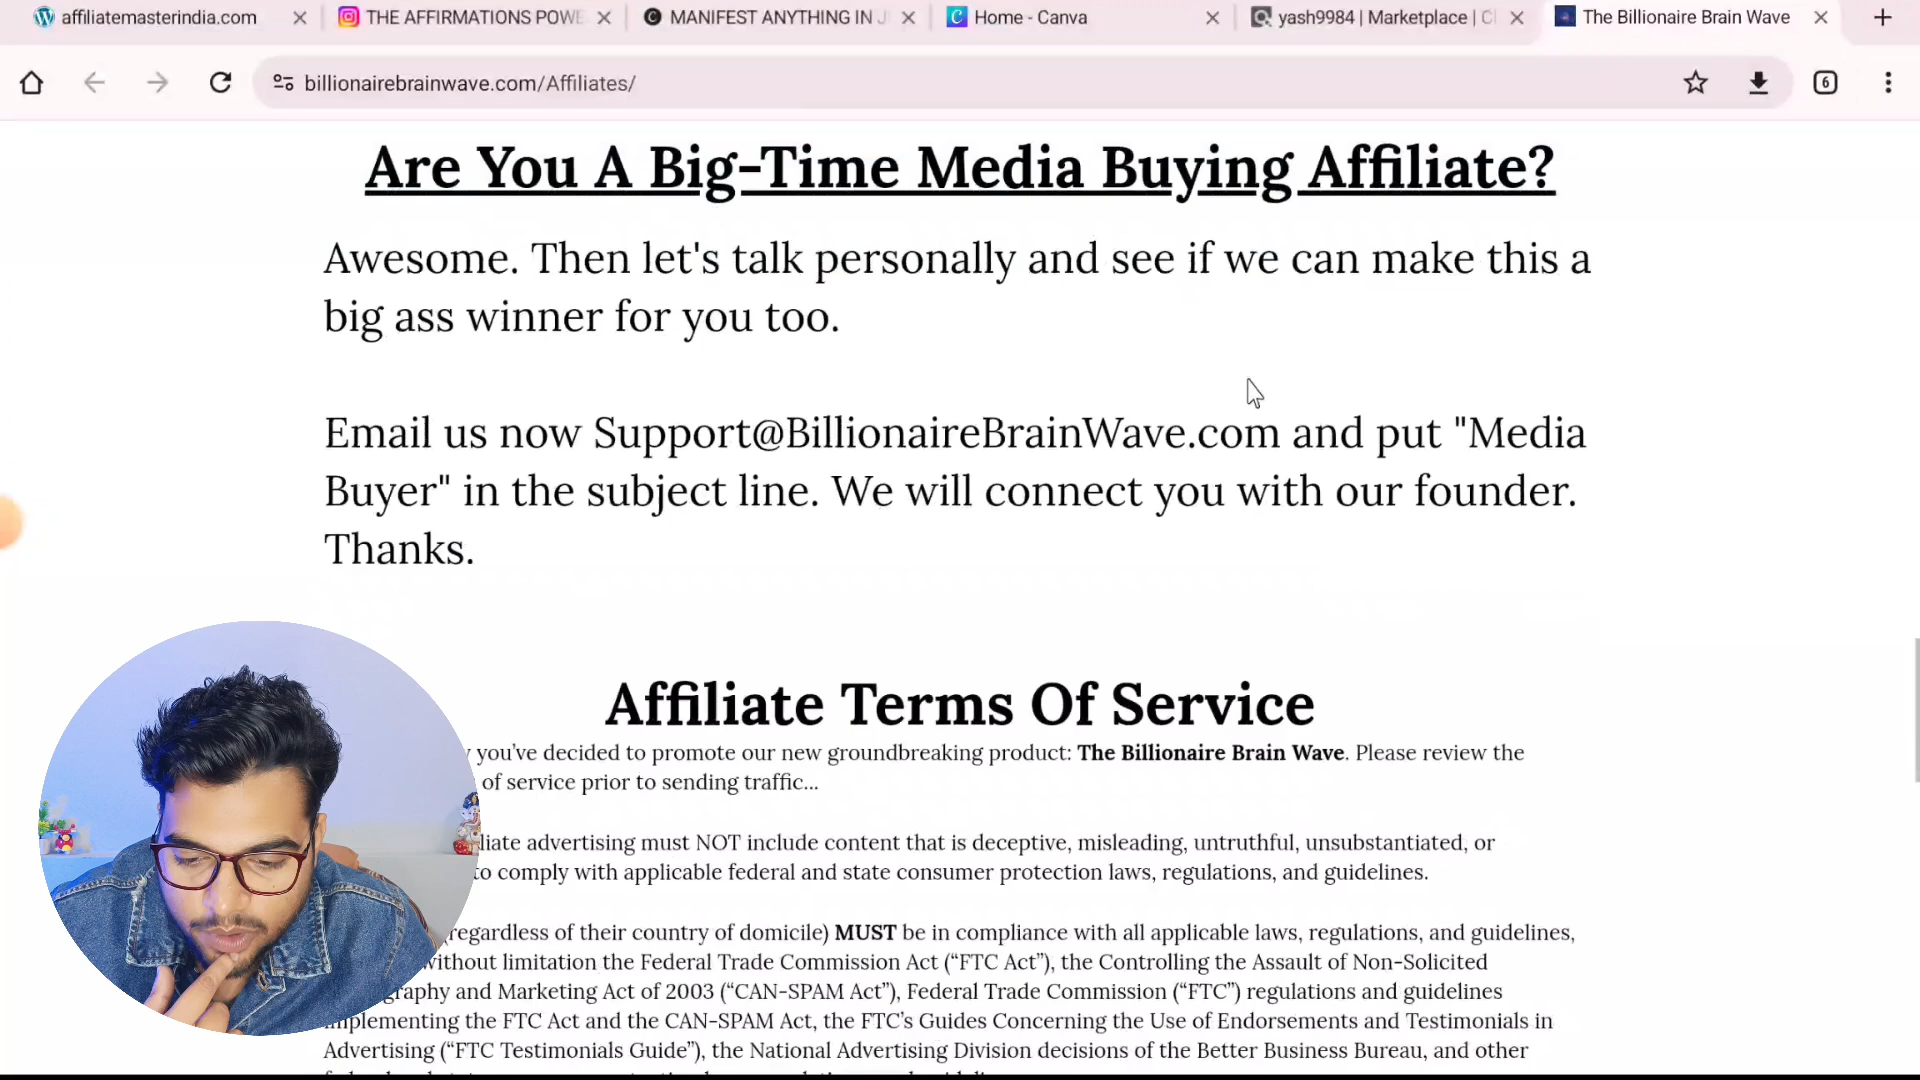 affiliatemasterindia.com
THE AFFIRMATIONS POWE
MANIFEST ANYTHING IN
Home - Canva
yash9984 | Marketplace |
The Billionaire Brain Wave
billionairebrainwave.com/Affiliates/
6
Are You A Big-Time Media Buying Affiliate?
Awesome. Then let's talk personally and see if we can make this a
big ass winner for you too.
Email us now Support@BillionaireBrainWave.com and put "Media
Buyer" in the subject line. We will connect you with our founder.
Thanks.
Affiliate Terms Of Service
you've decided to promote our new groundbreaking product: The Billionaire Brain Wave. Please review the
of service prior to sending traffic...
liate advertising must NOT include content that is deceptive, misleading, untruthful, unsubstantiated, or
to comply with applicable federal and state consumer protection laws, regulations, and guidelines.
(regardless of their country of domicile) MUST be in compliance with all applicable laws, regulations, and guidelines,
without limitation the Federal Trade Commission Act (“FTC Act”), the Controlling the Assault of Non-Solicited
graphy and Marketing Act of 2003 (“CAN-SPAM Act”), Federal Trade Commission (“FTC”) regulations and guidelines
implementing the FTC Act and the CAN-SPAM Act, the FTC's Guides Concerning the Use of Endorsements and Testimonials in
Advertising (“FTC Testimonials Guide”), the National Advertising Division decisions of the Better Business Bureau, and other